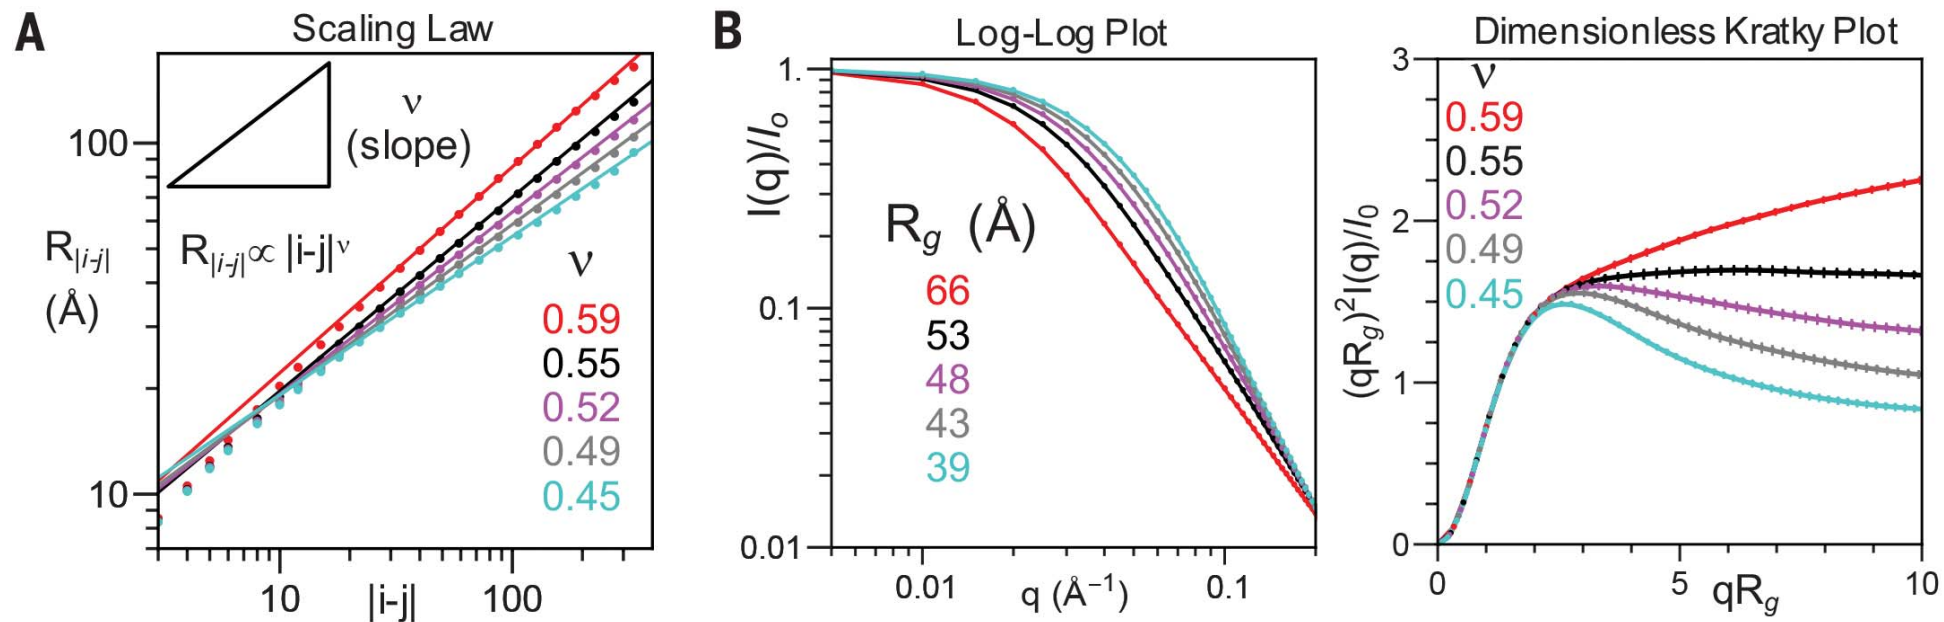 A
Scaling Law
100
10
R|i-j|
(Å)
ν
(slope)
R|i-j|∝ |i-j|ν
ν
0.59
0.55
0.52
0.49
0.45
10
100
|i-j|
B
Log-Log Plot
1.
0.1
0.01
I(q)/Io
Rg (Å)
66
53
48
43
39
0.01
0.1
q (Å−1)
Dimensionless Kratky Plot
3
2
1
0
(qRg)2I(q)/I0
ν
0.59
0.55
0.52
0.49
0.45
0
5
10
qRg